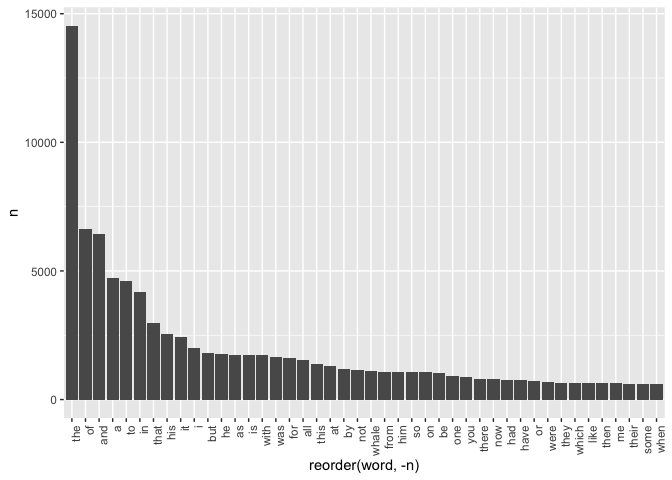 15000
10000
5000
0
n
the of and a to in that his it i but he as is with was for all this at by not whale from him so on be one you there now had have or were they which like then me their some when
reorder(word, -n)